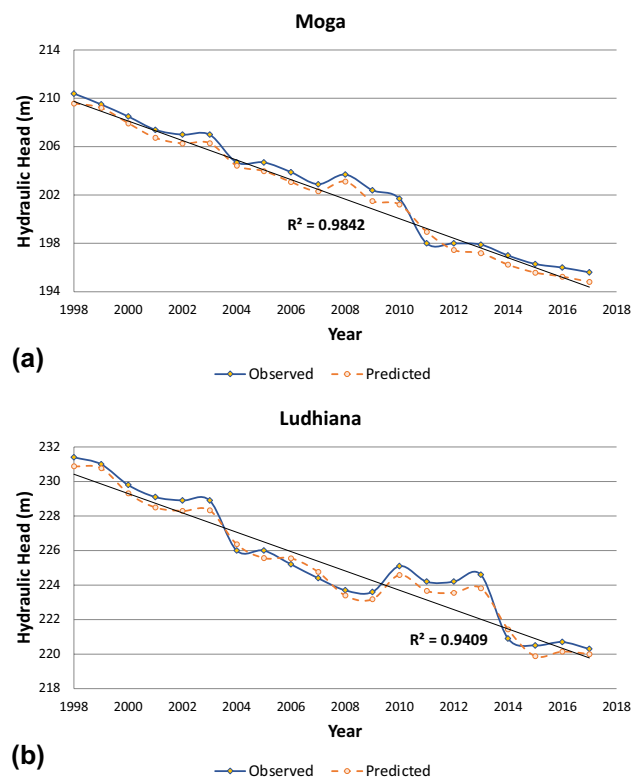 Moga
Hydraulic Head (m)
214
210
206
202
198
194
R² = 0.9842
1998 2000 2002 2004 2006 2008 2010 2012 2014 2016 2018
Year
(a)
Observed Predicted
Ludhiana
Hydraulic Head (m)
232
230
228
226
224
222
220
218
R² = 0.9409
1998 2000 2002 2004 2006 2008 2010 2012 2014 2016 2018
Year
(b)
Observed Predicted